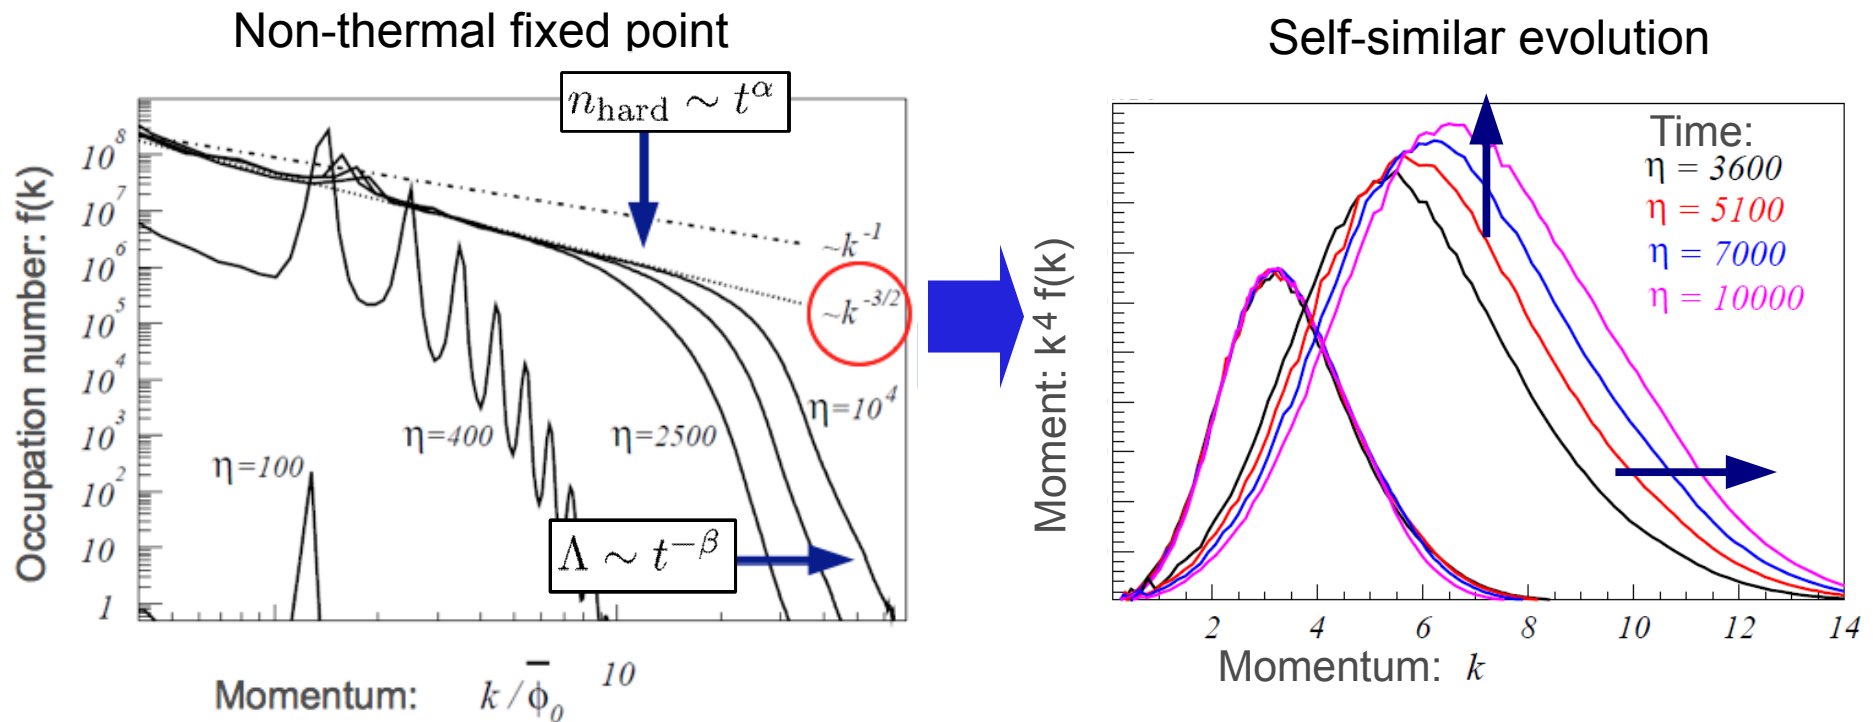 Non-thermal fixed point
n_hard ∼ t^α
Occupation number: f(k)
10^8
10^7
10^6
10^5
10^4
10^3
10^2
10
1
~k^-1
~k^-3/2
η=100
η=400
η=2500
η=10^4
Λ ∼ t^−β
10
Momentum: k / φ̄_0
Self-similar evolution
Time:
η = 3600
η = 5100
η = 7000
η = 10000
Moment: k^4 f(k)
2 4 6 8 10 12 14
Momentum: k